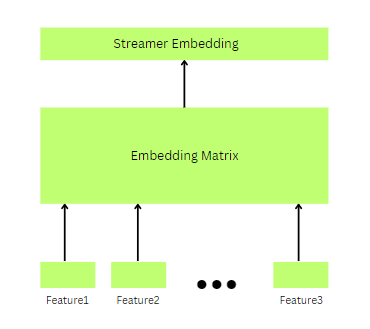 Streamer Embedding
Embedding Matrix
Feature1
Feature2
Feature3